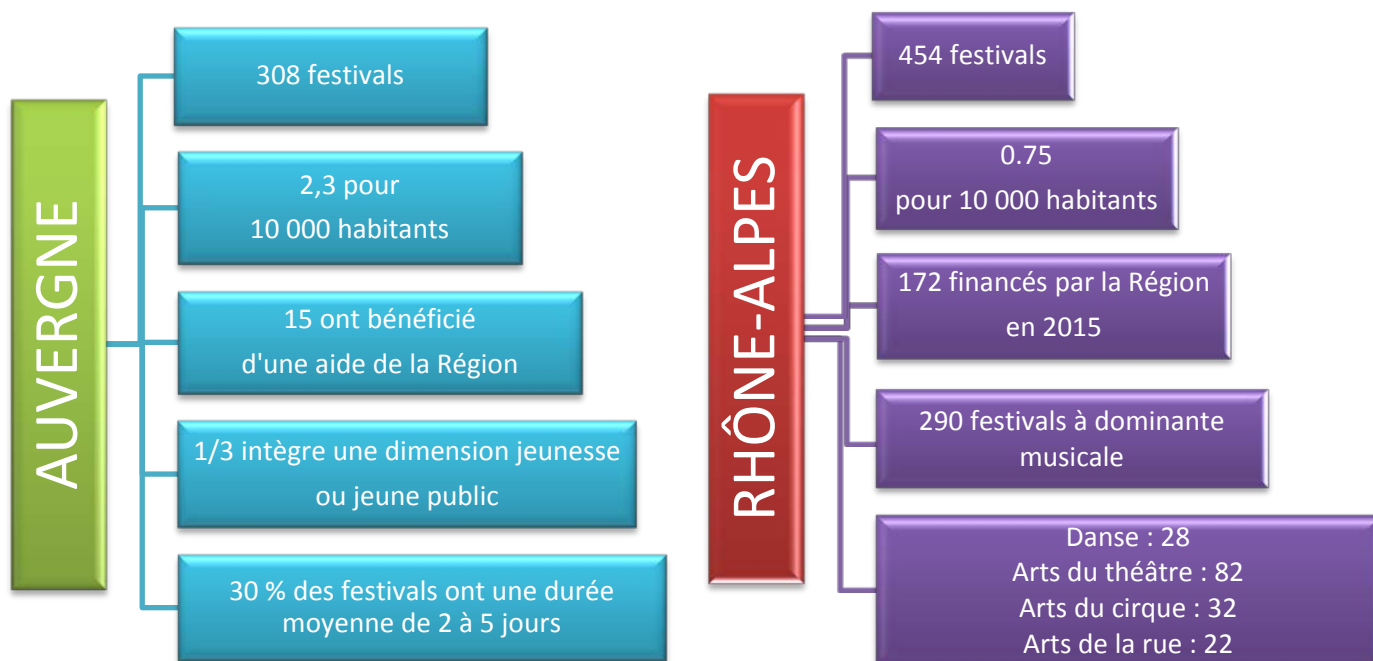 AUVERGNE
308 festivals
2,3 pour
10 000 habitants
15 ont bénéficié
d'une aide de la Région
1/3 intègre une dimension jeunesse
ou jeune public
30 % des festivals ont une durée
moyenne de 2 à 5 jours
RHÔNE-ALPES
454 festivals
0.75
pour 10 000 habitants
172 financés par la Région
en 2015
290 festivals à dominante
musicale
Danse : 28
Arts du théâtre : 82
Arts du cirque : 32
Arts de la rue : 22